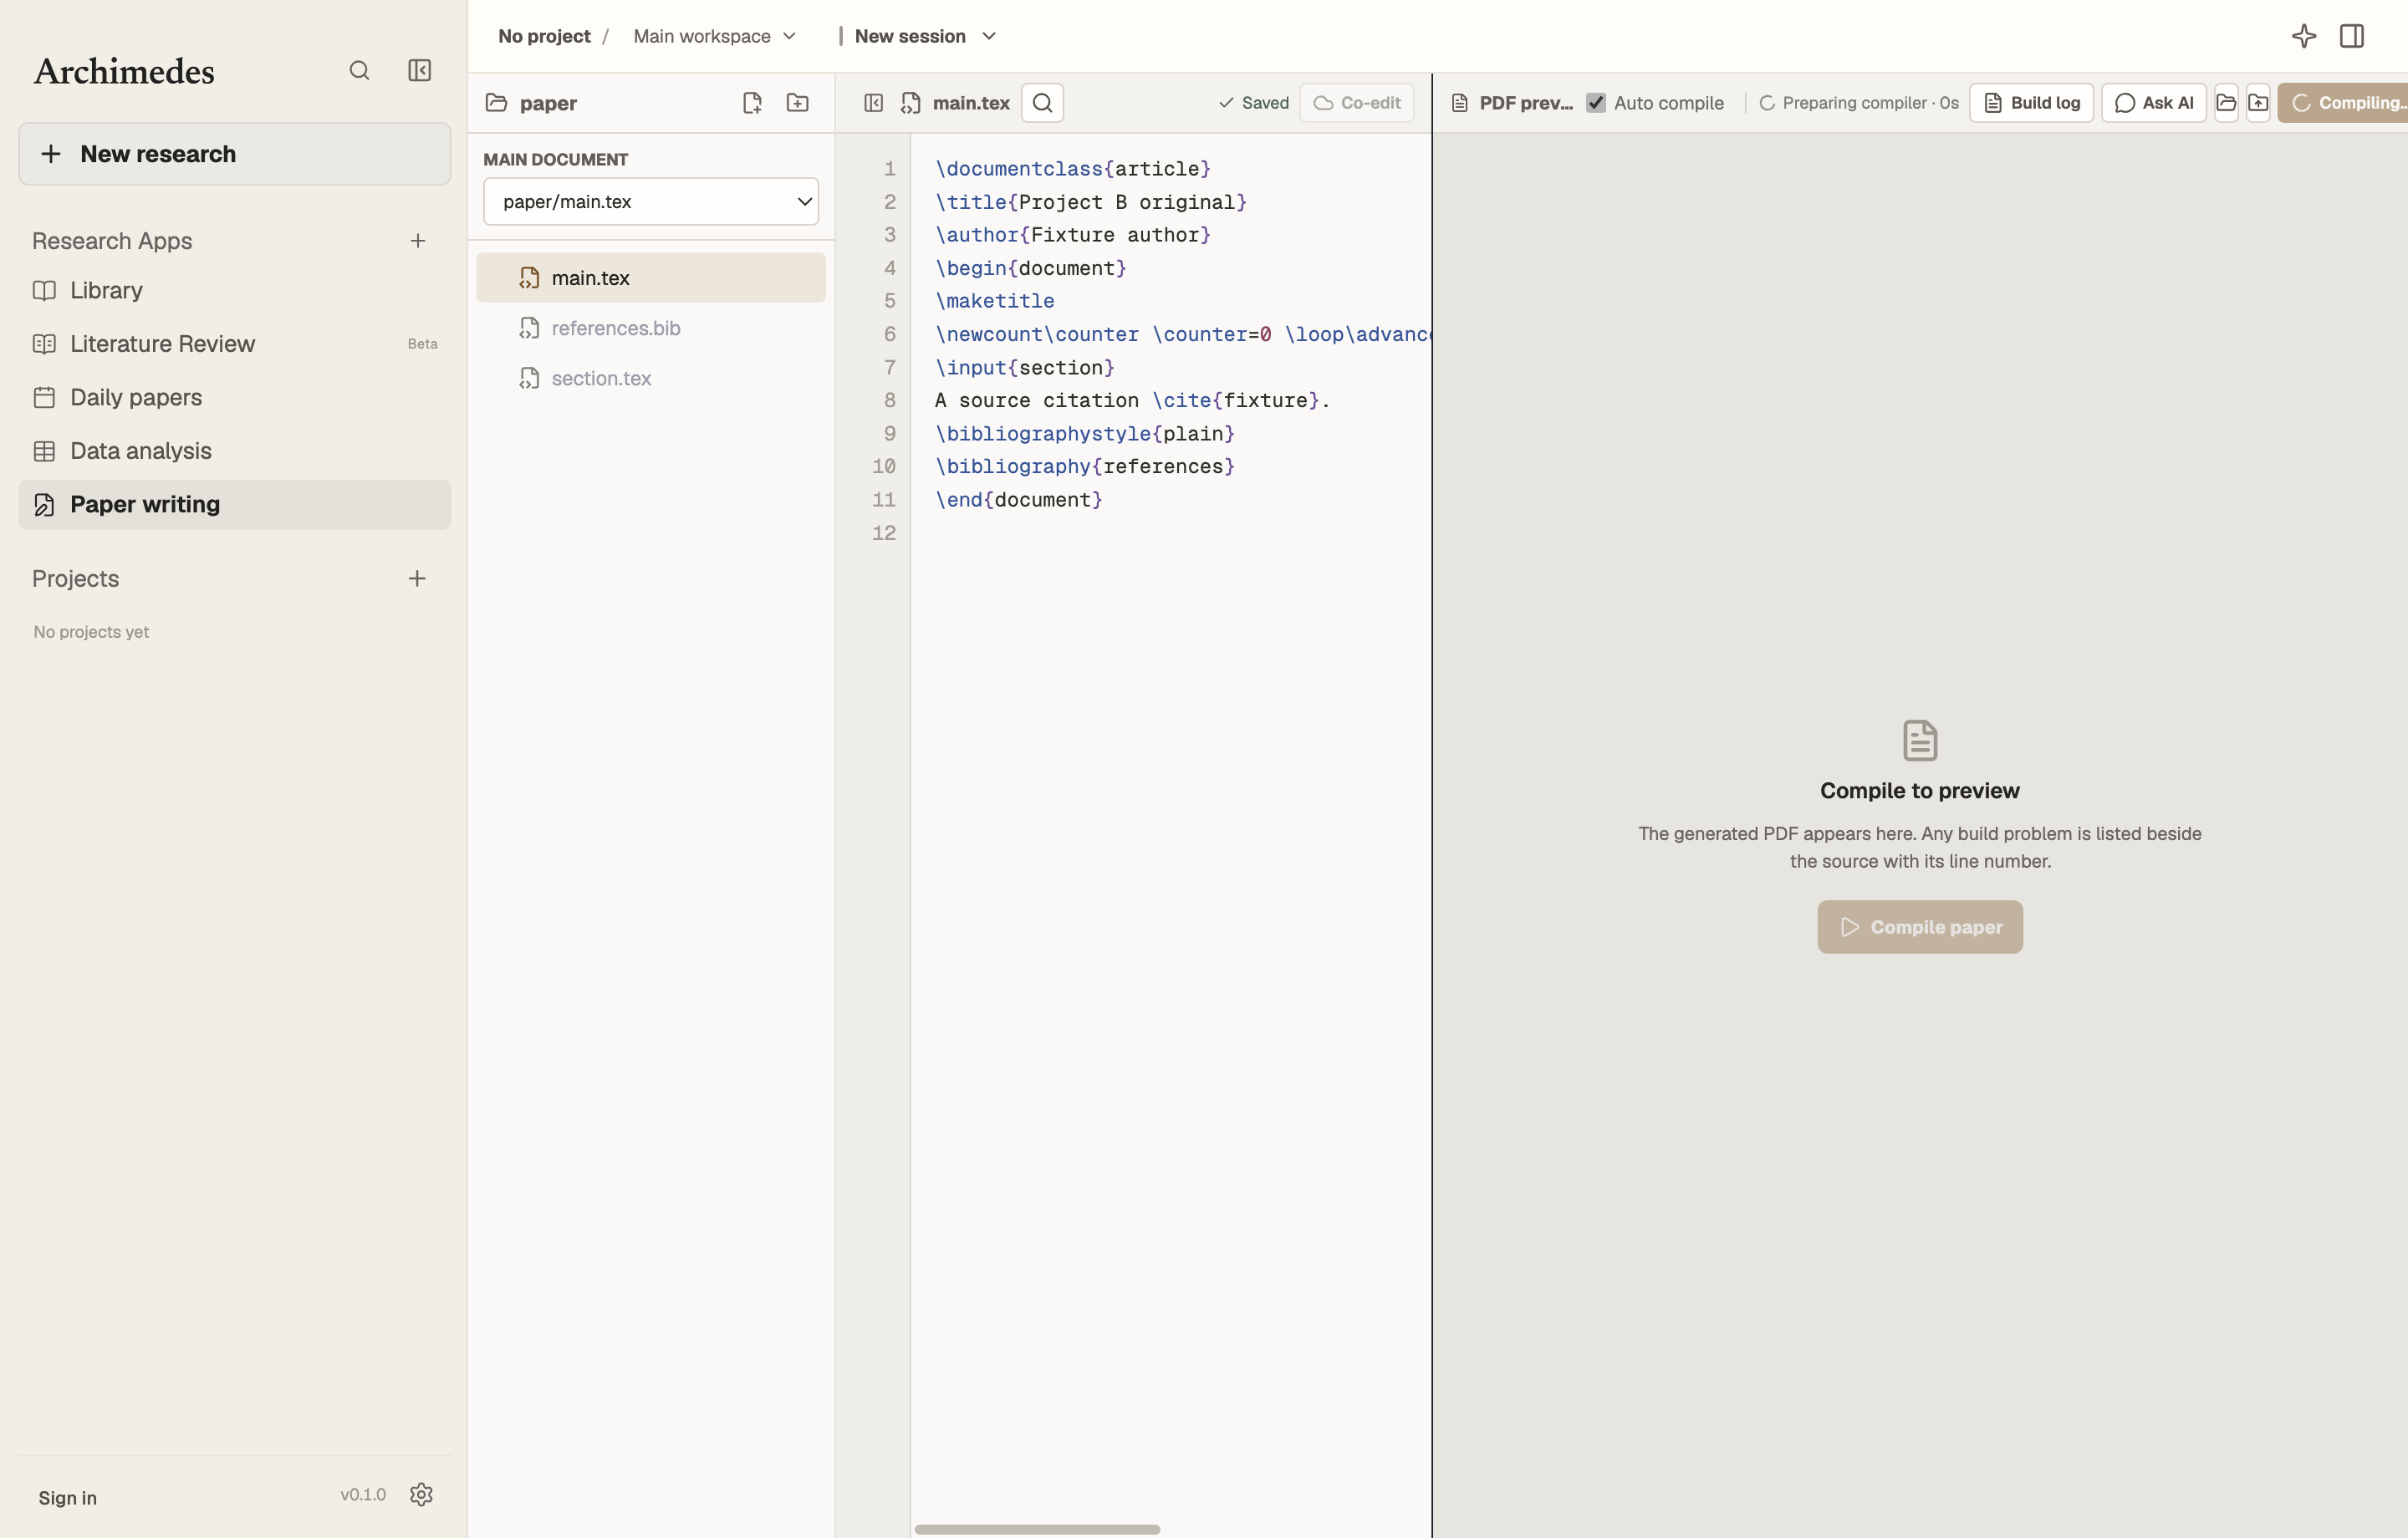 Archimedes
New research
Research Apps
Library
Literature Review Beta
Daily papers
Data analysis
Paper writing
Projects
No projects yet
Sign in v0.1.0
No project / Main workspace New session
paper
MAIN DOCUMENT
paper/main.tex
main.tex
references.bib
section.tex
main.tex Saved Co-edit
1 \documentclass{article}
2 \title{Project B original}
3 \author{Fixture author}
4 \begin{document}
5 \maketitle
6 \newcount\counter \counter=0 \loop\advanc
7 \input{section}
8 A source citation \cite{fixture}.
9 \bibliographystyle{plain}
10 \bibliography{references}
11 \end{document}
12
PDF prev... Auto compile Preparing compiler · 0s Build log Ask AI Compiling...
Compile to preview
The generated PDF appears here. Any build problem is listed beside
the source with its line number.
Compile paper